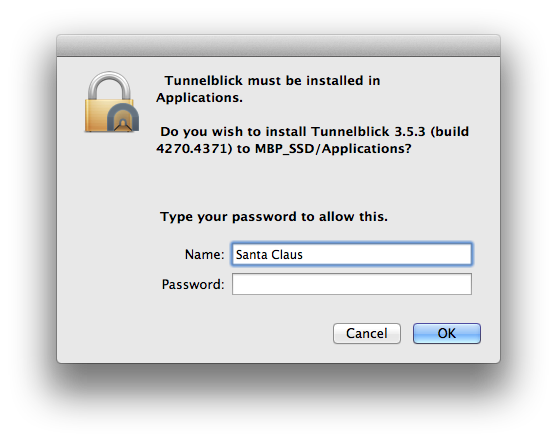 Tunnelblick must be installed in
Applications.
Do you wish to install Tunnelblick 3.5.3 (build
4270.4371) to MBP_SSD/Applications?
Type your password to allow this.
Name: Santa Claus
Password:
Cancel OK